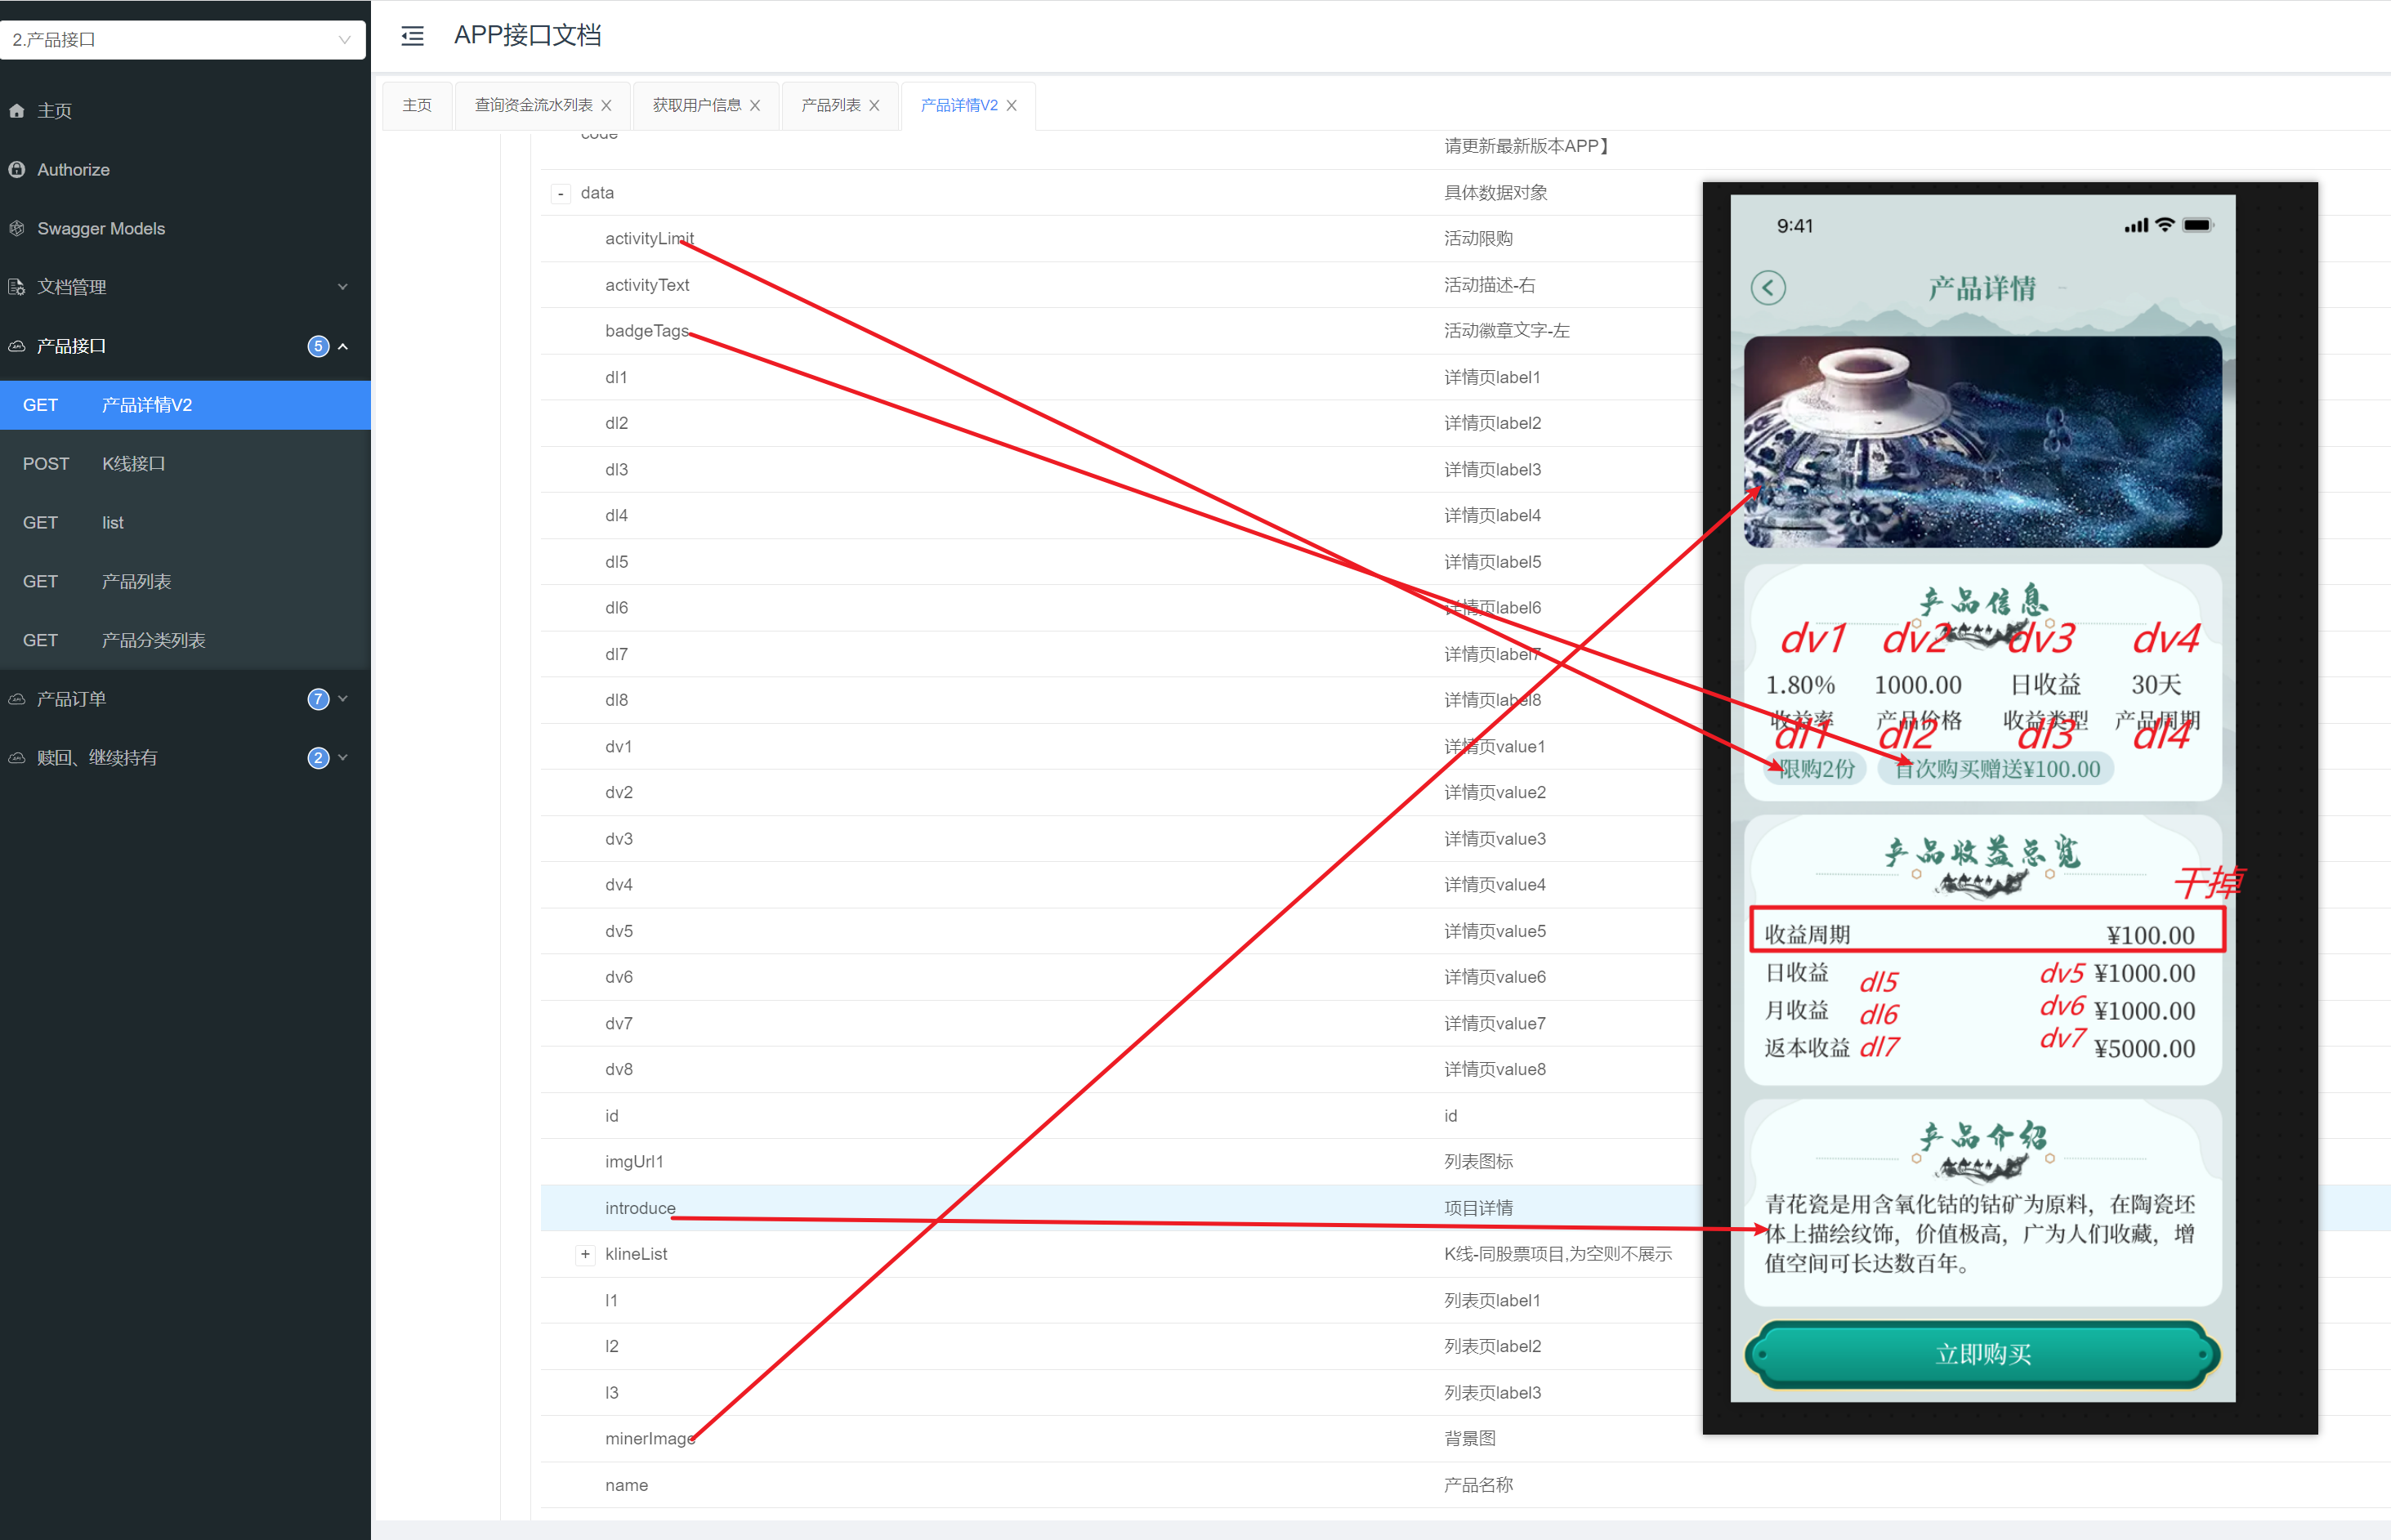 2.产品接口
APP接口文档
主页
查询资金流水列表
获取用户信息
产品列表
产品详情V2
主页
Authorize
Swagger Models
文档管理
产品接口 5
GET 产品详情V2
POST K线接口
GET list
GET 产品列表
GET 产品分类列表
产品订单 7
赎回、继续持有 2
code
请更新最新版本APP】
- data 具体数据对象
activityLimit 活动限购
activityText 活动描述-右
badgeTags 活动徽章文字-左
dl1 详情页label1
dl2 详情页label2
dl3 详情页label3
dl4 详情页label4
dl5 详情页label5
dl6 详情页label6
dl7 详情页label7
dl8 详情页label8
dv1 详情页value1
dv2 详情页value2
dv3 详情页value3
dv4 详情页value4
dv5 详情页value5
dv6 详情页value6
dv7 详情页value7
dv8 详情页value8
id id
imgUrl1 列表图标
introduce 项目详情
+ klineList K线-同股票项目,为空则不展示
l1 列表页label1
l2 列表页label2
l3 列表页label3
minerImage 背景图
name 产品名称
9:41
产品详情
产品信息
dv1 dv2 dv3 dv4
1.80% 1000.00 日收益 30天
收益率 产品价格 收益类型 产品周期
dl1 dl2 dl3 dl4
限购2份 首次购买赠送¥100.00
产品收益总览
干掉
收益周期 ¥100.00
日收益 dl5 dv5 ¥1000.00
月收益 dl6 dv6 ¥1000.00
返本收益 dl7 dv7 ¥5000.00
产品介绍
青花瓷是用含氧化钴的钴矿为原料，在陶瓷坯
体上描绘纹饰，价值极高，广为人们收藏，增
值空间可长达数百年。
立即购买